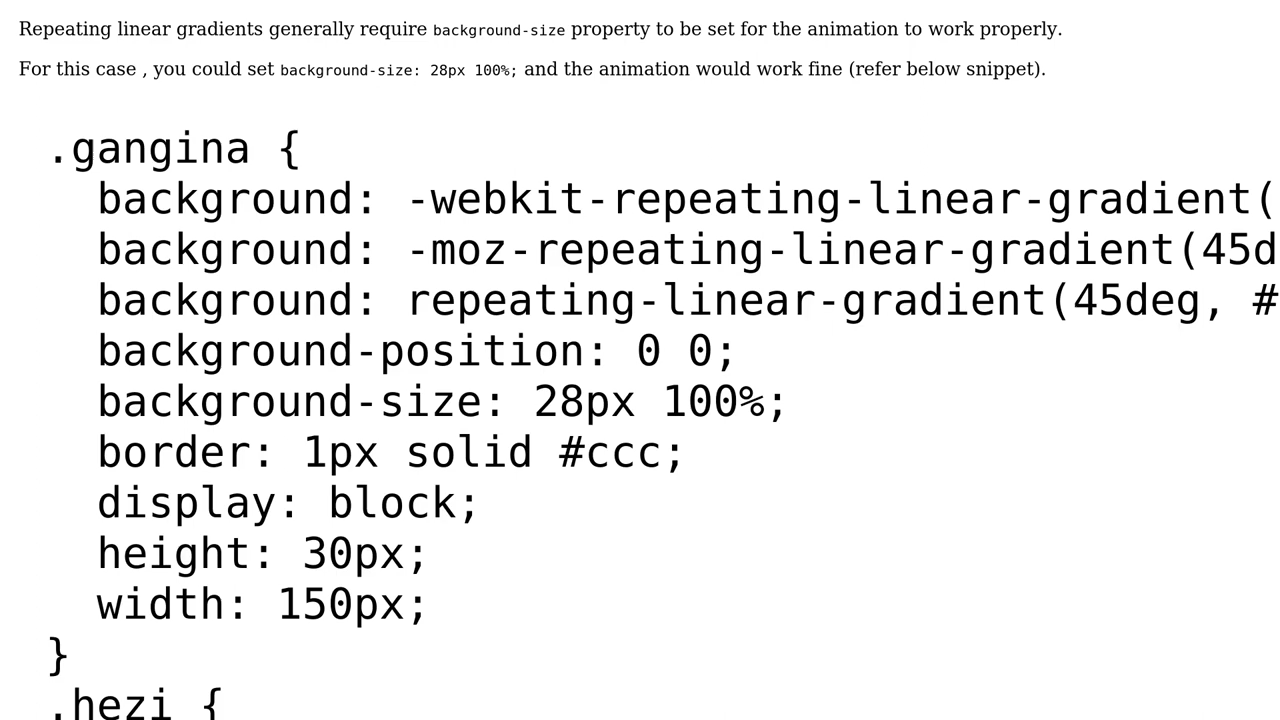 Repeating linear gradients generally require background-size property to be set for the animation to work properly.
For this case , you could set background-size: 28px 100%; and the animation would work fine (refer below snippet).
.gangina {
  background: -webkit-repeating-linear-gradient(
  background: -moz-repeating-linear-gradient(45d
  background: repeating-linear-gradient(45deg, #
  background-position: 0 0;
  background-size: 28px 100%;
  border: 1px solid #ccc;
  display: block;
  height: 30px;
  width: 150px;
}
.hezi {